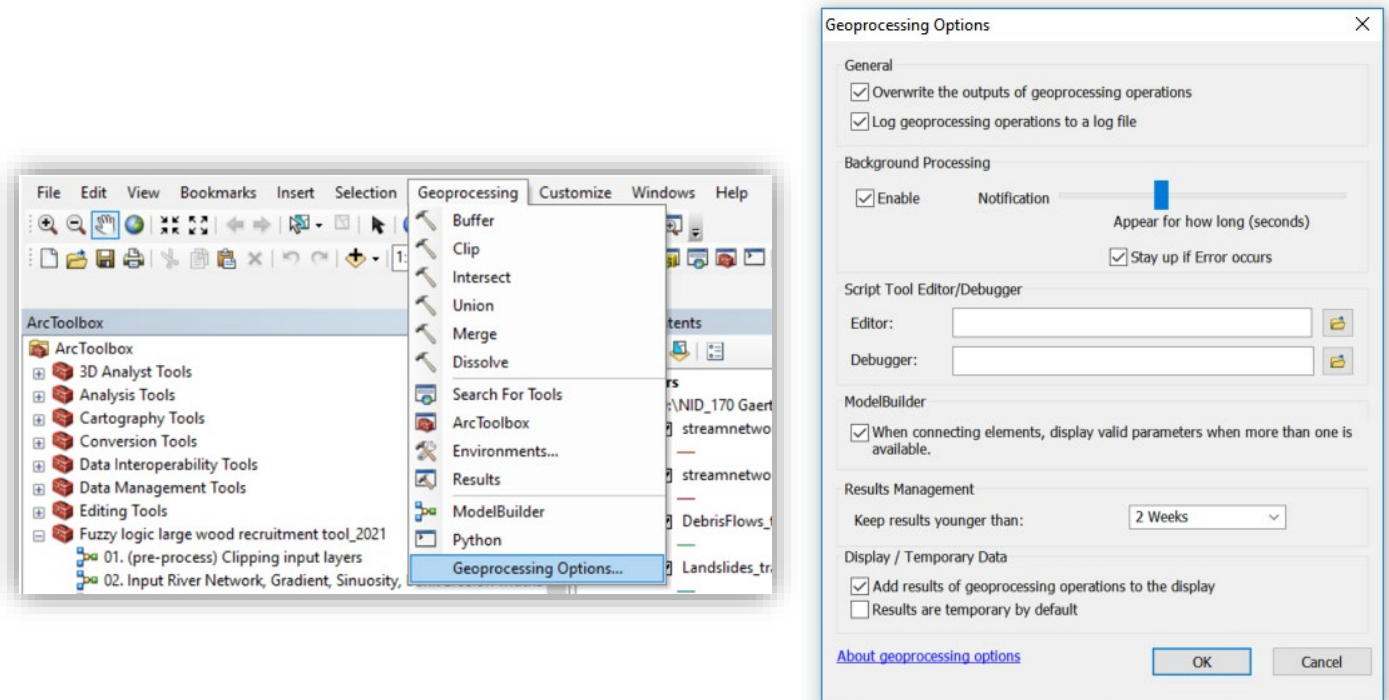 File Edit View Bookmarks Insert Selection Geoprocessing Customize Windows Help
Buffer
Clip
Intersect
Union
Merge
Dissolve
Search For Tools
ArcToolbox
Environments...
Results
ModelBuilder
Python
Geoprocessing Options...
1:
ArcToolbox
ArcToolbox
3D Analyst Tools
Analysis Tools
Cartography Tools
Conversion Tools
Data Interoperability Tools
Data Management Tools
Editing Tools
Fuzzy logic large wood recruitment tool_2021
01. (pre-process) Clipping input layers
02. Input River Network, Gradient, Sinuosity,
tents
rs
:\NID_170 Gaert
streamnetwo
streamnetwo
DebrisFlows_t
Landslides_tra
Geoprocessing Options
General
Overwrite the outputs of geoprocessing operations
Log geoprocessing operations to a log file
Background Processing
Enable Notification
Appear for how long (seconds)
Stay up if Error occurs
Script Tool Editor/Debugger
Editor:
Debugger:
ModelBuilder
When connecting elements, display valid parameters when more than one is
available.
Results Management
Keep results younger than: 2 Weeks
Display / Temporary Data
Add results of geoprocessing operations to the display
Results are temporary by default
About geoprocessing options
OK Cancel